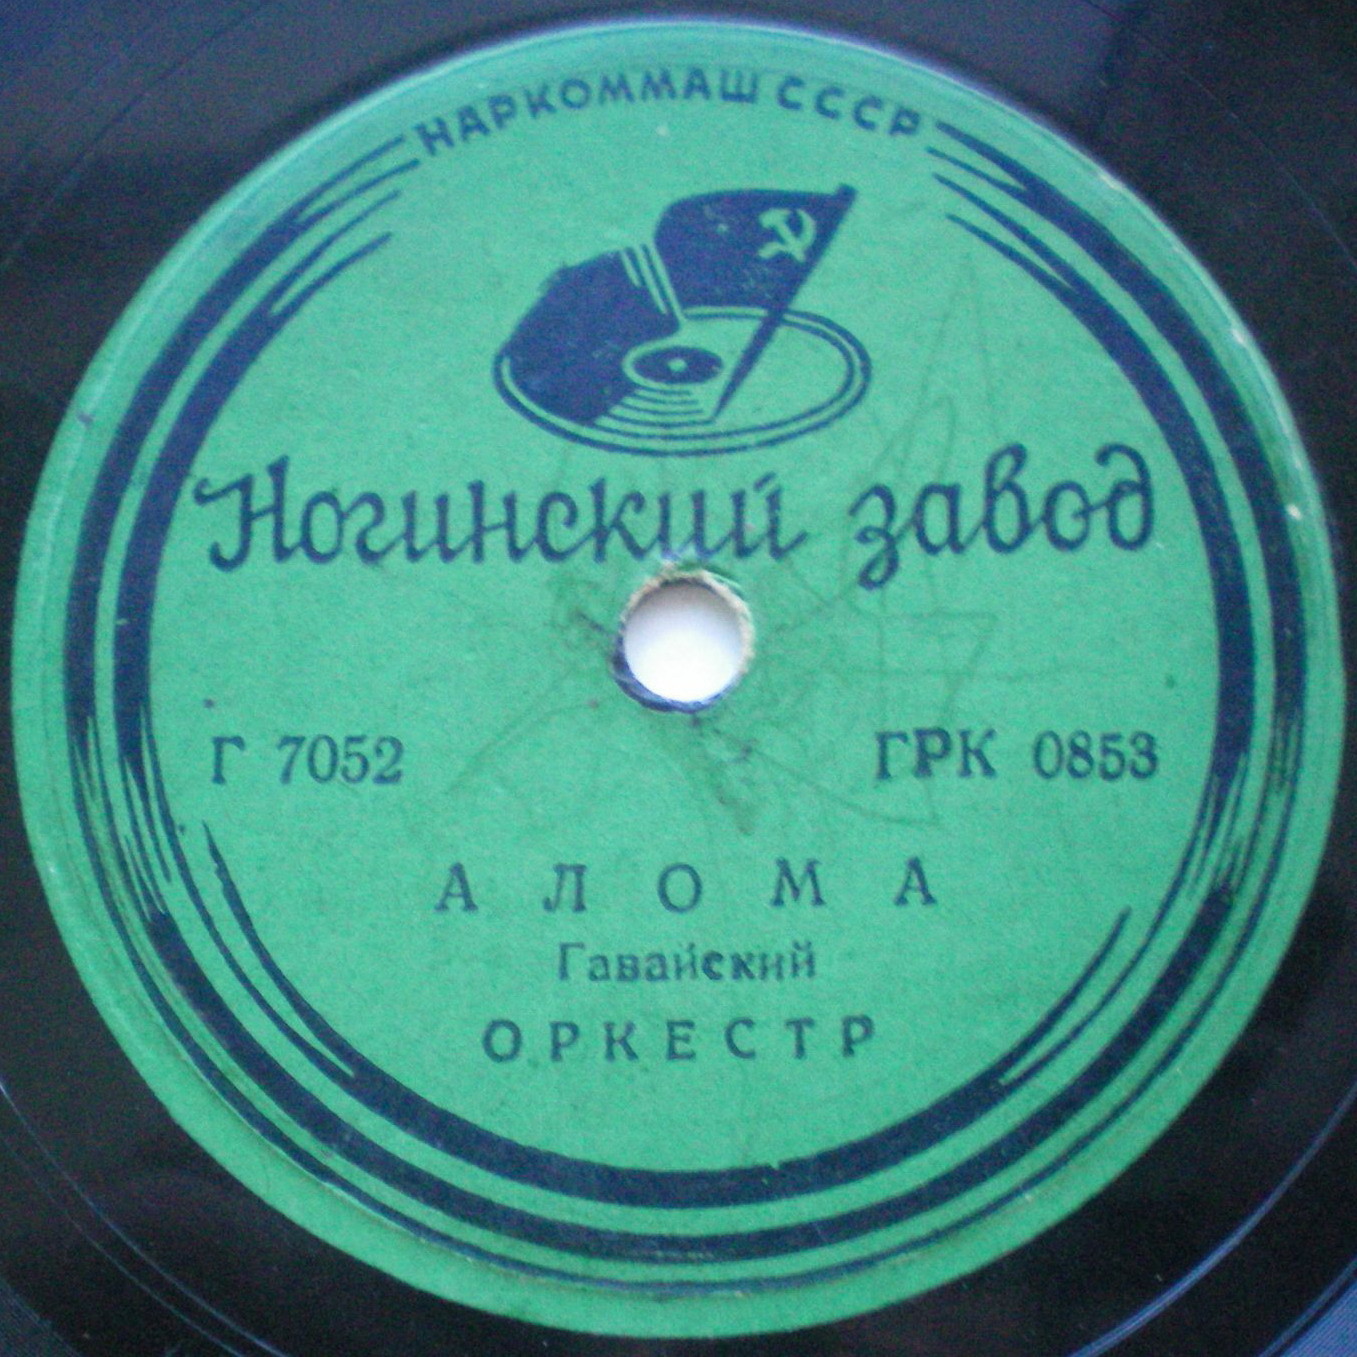 НАРКОММАШ СССР
Ногинский завод
Г 7052 ГРК 0853
АЛОМА
Гавайский
ОРКЕСТР